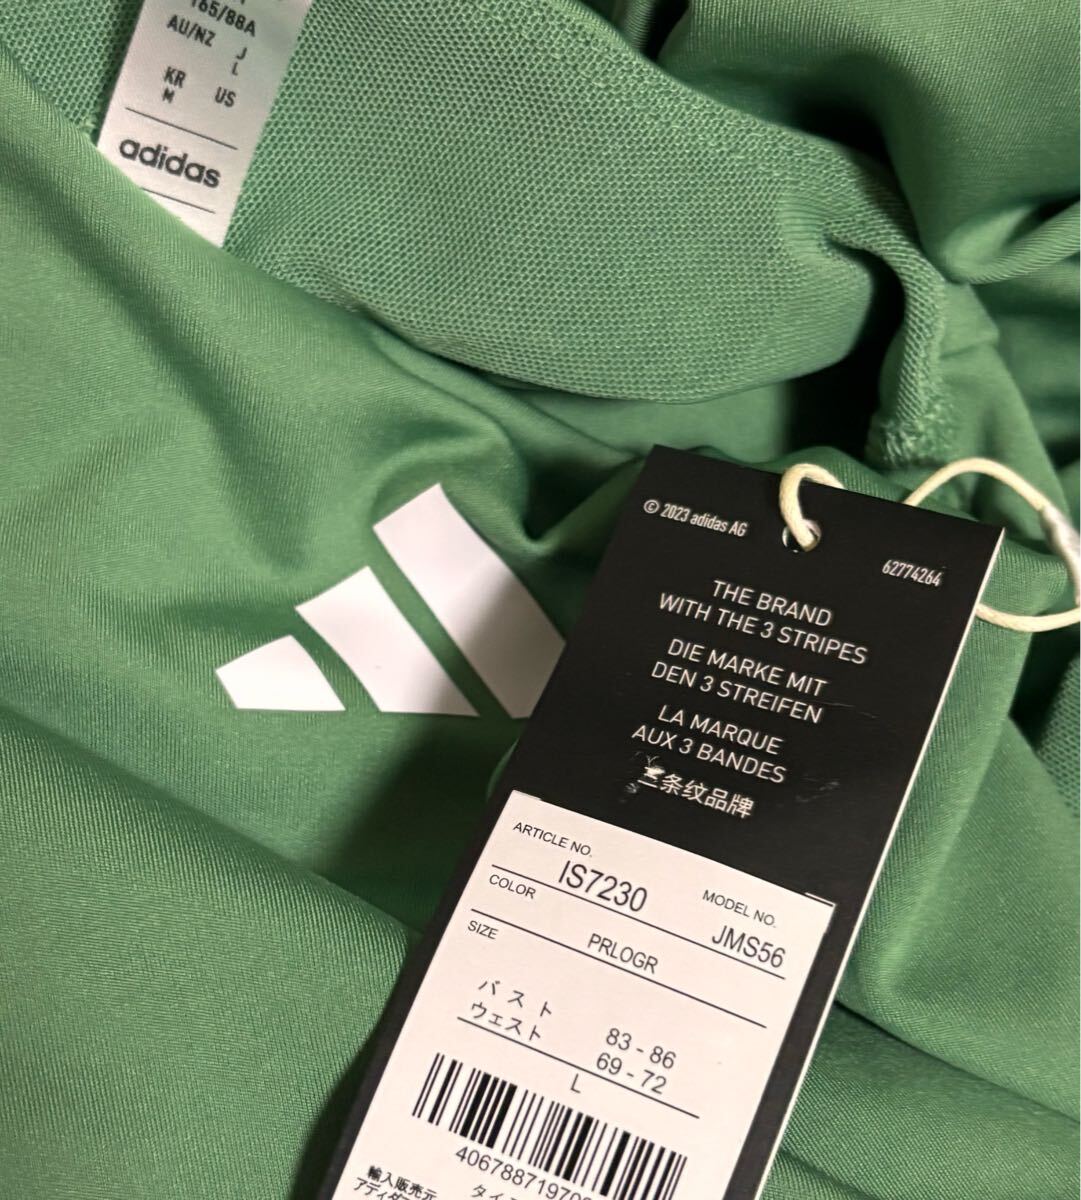 165/88A
AU/NZ J
L
KR US
M
adidas
© 2023 adidas AG
62774264
THE BRAND
WITH THE 3 STRIPES
DIE MARKE MIT
DEN 3 STREIFEN
LA MARQUE
AUX 3 BANDES
三条纹品牌
ARTICLE NO. IS7230
MODEL NO. JMS56
COLOR PRLOGR
SIZE
バスト 83 - 86
ウェスト 69 - 72
L
輸入販売元